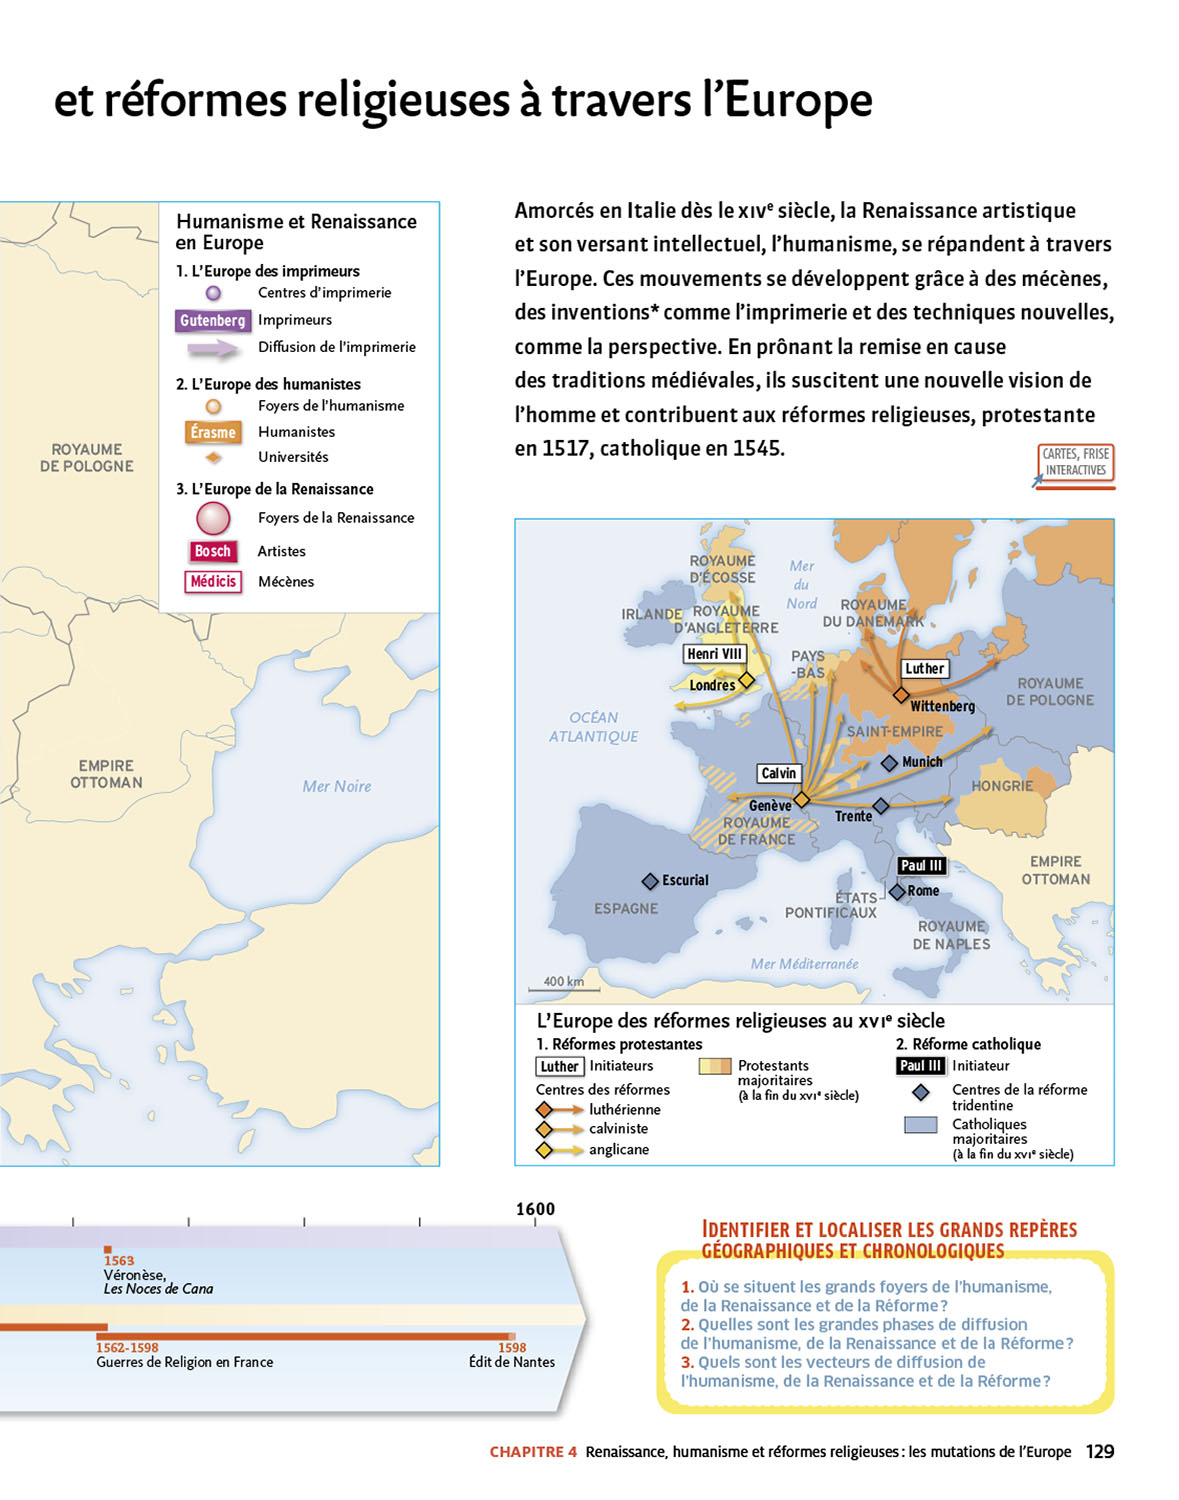 et réformes religieuses à travers l'Europe
Humanisme et Renaissance
en Europe
1. L'Europe des imprimeurs
Centres d'imprimerie
Gutenberg Imprimeurs
Diffusion de l'imprimerie
2. L'Europe des humanistes
Foyers de l'humanisme
Érasme Humanistes
Universités
3. L'Europe de la Renaissance
Foyers de la Renaissance
Bosch Artistes
Médicis Mécènes
ROYAUME
DE POLOGNE
EMPIRE
OTTOMAN
Mer Noire
Amorcés en Italie dès le XIVe siècle, la Renaissance artistique
et son versant intellectuel, l'humanisme, se répandent à travers
l'Europe. Ces mouvements se développent grâce à des mécènes,
des inventions* comme l'imprimerie et des techniques nouvelles,
comme la perspective. En prônant la remise en cause
des traditions médiévales, ils suscitent une nouvelle vision de
l'homme et contribuent aux réformes religieuses, protestante
en 1517, catholique en 1545.
CARTES, FRISE
INTERACTIVES
ROYAUME
D'ÉCOSSE
Mer
du
Nord
IRLANDE
ROYAUME
D'ANGLETERRE
ROYAUME
DU DANEMARK
Henri VIII
PAYS
-BAS
Luther
Londres
Wittenberg
ROYAUME
DE POLOGNE
OCÉAN
ATLANTIQUE
SAINT-EMPIRE
Munich
Calvin
HONGRIE
Genève
Trente
ROYAUME
DE FRANCE
Paul III
EMPIRE
OTTOMAN
Escurial
Rome
ESPAGNE
ÉTATS
PONTIFICAUX
ROYAUME
DE NAPLES
Mer Méditerranée
400 km
L'Europe des réformes religieuses au XVIe siècle
1. Réformes protestantes
Luther Initiateurs
Centres des réformes
luthérienne
calviniste
anglicane
Protestants
majoritaires
(à la fin du XVIe siècle)
2. Réforme catholique
Paul III Initiateur
Centres de la réforme
tridentine
Catholiques
majoritaires
(à la fin du XVIe siècle)
1600
1563
Véronèse,
Les Noces de Cana
1562-1598
Guerres de Religion en France
1598
Édit de Nantes
IDENTIFIER ET LOCALISER LES GRANDS REPÈRES
GÉOGRAPHIQUES ET CHRONOLOGIQUES
1. Où se situent les grands foyers de l'humanisme,
de la Renaissance et de la Réforme ?
2. Quelles sont les grandes phases de diffusion
de l'humanisme, de la Renaissance et de la Réforme ?
3. Quels sont les vecteurs de diffusion de
l'humanisme, de la Renaissance et de la Réforme ?
CHAPITRE 4 Renaissance, humanisme et réformes religieuses : les mutations de l'Europe 129